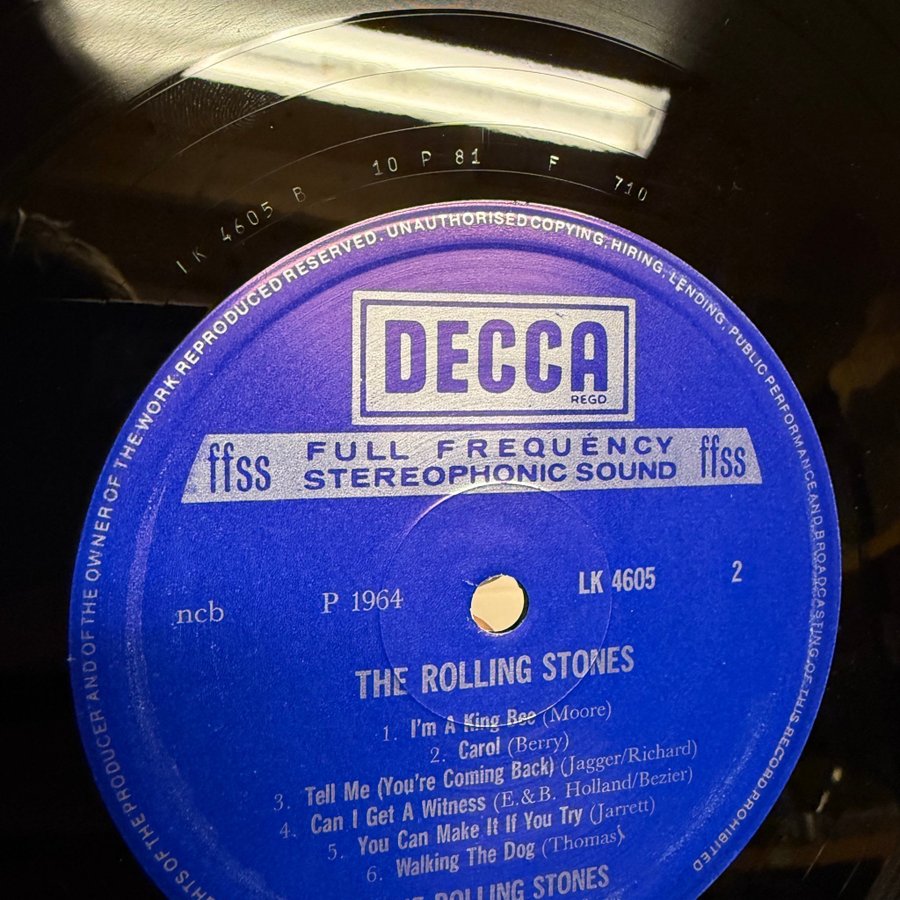 LK 4605 B 10 P 81 F 710
RIGHTS OF THE PRODUCER AND OF THE OWNER OF THE WORK REPRODUCED RESERVED. UNAUTHORISED COPYING, HIRING, LENDING, PUBLIC PERFORMANCE AND BROADCASTING OF THIS RECORD PROHIBITED
DECCA
REGD
ffss FULL FREQUENCY ffss
STEREOPHONIC SOUND
ncb P 1964 LK 4605 2
THE ROLLING STONES
1. I'm A King Bee (Moore)
2. Carol (Berry)
3. Tell Me (You're Coming Back) (Jagger/Richard)
4. Can I Get A Witness (E. & B. Holland/Bezier)
5. You Can Make It If You Try (Jarrett)
6. Walking The Dog (Thomas)
THE ROLLING STONES